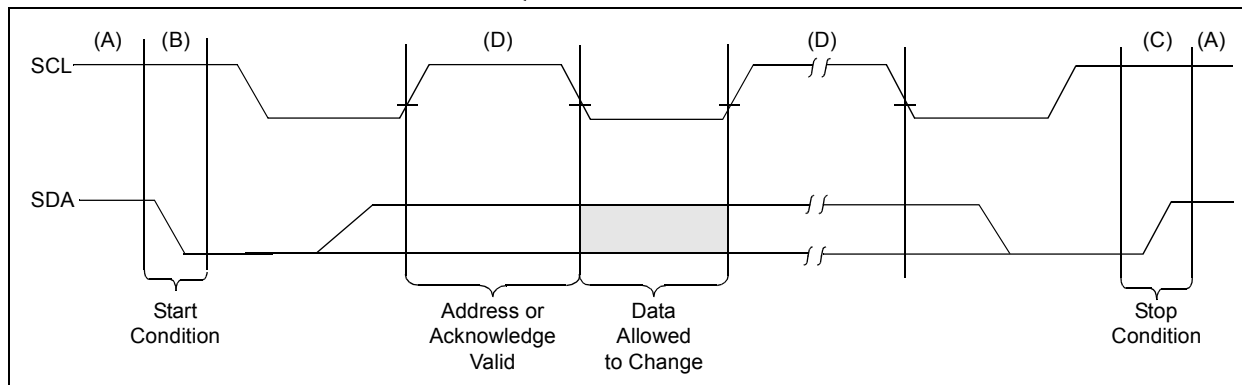 (A) (B) (D) (D) (C) (A)
SCL
SDA
Start
Condition
Address or
Acknowledge
Valid
Data
Allowed
to Change
Stop
Condition